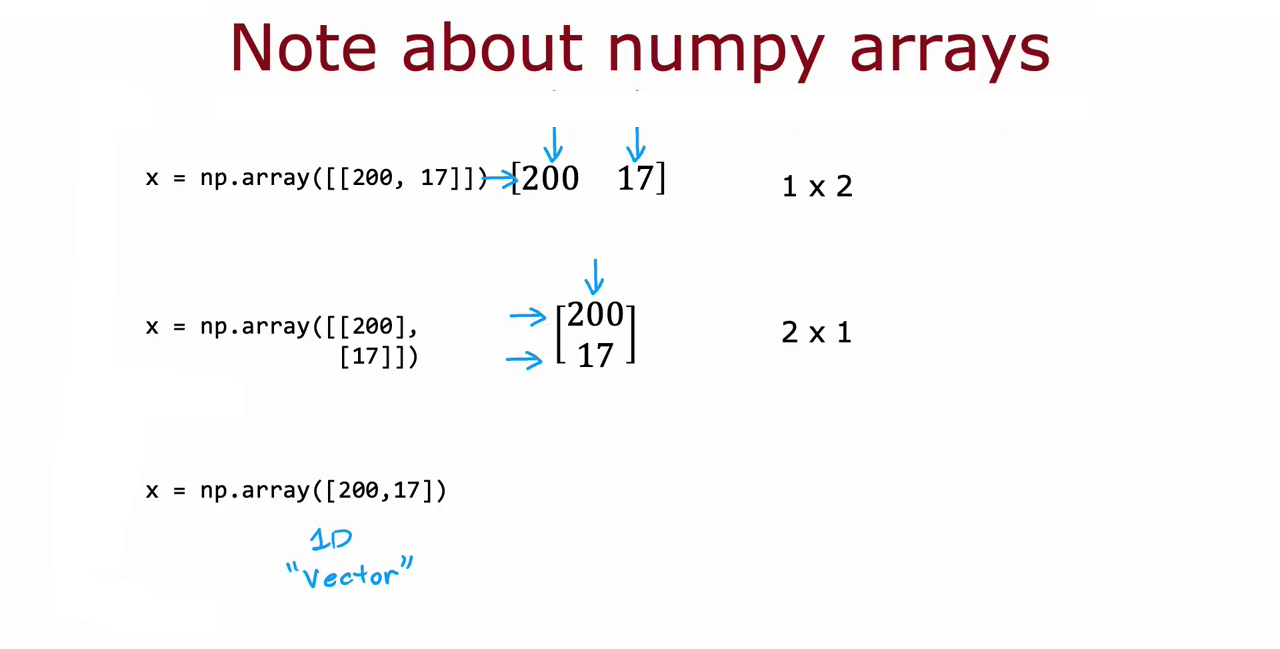 Note about numpy arrays
x = np.array([[200, 17]]) [200 17] 1 x 2
x = np.array([[200],
[17]])
[200
17]
2 x 1
x = np.array([200,17])
1D
"Vector"